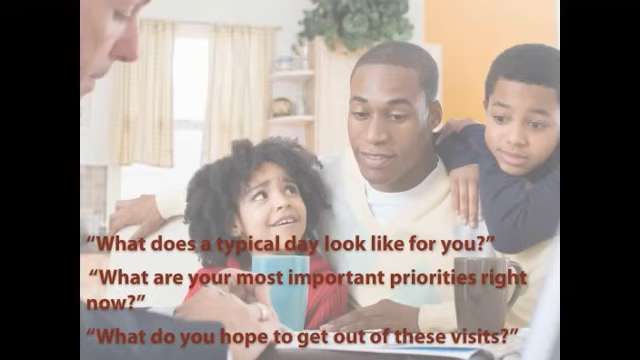 “What does a typical day look like for you?”
“What are your most important priorities right
now?”
“What do you hope to get out of these visits?”